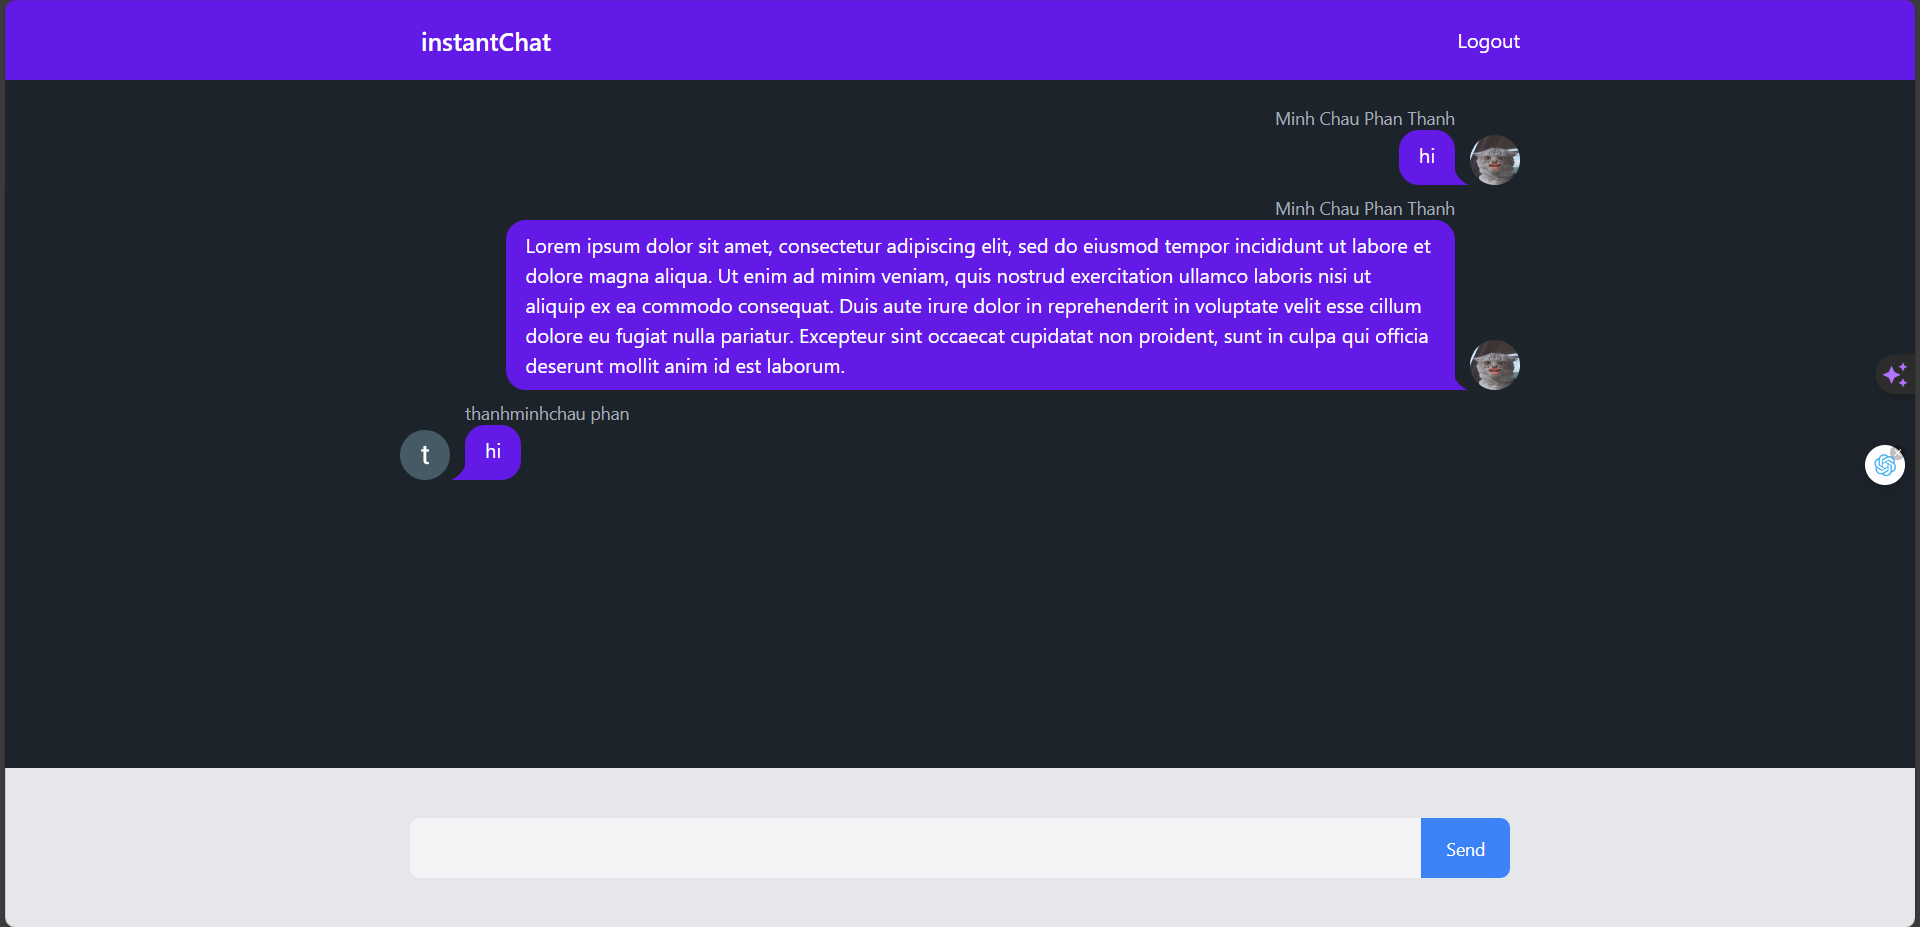 instantChat
Logout
Minh Chau Phan Thanh
hi
Minh Chau Phan Thanh
Lorem ipsum dolor sit amet, consectetur adipiscing elit, sed do eiusmod tempor incididunt ut labore et
dolore magna aliqua. Ut enim ad minim veniam, quis nostrud exercitation ullamco laboris nisi ut
aliquip ex ea commodo consequat. Duis aute irure dolor in reprehenderit in voluptate velit esse cillum
dolore eu fugiat nulla pariatur. Excepteur sint occaecat cupidatat non proident, sunt in culpa qui officia
deserunt mollit anim id est laborum.
thanhminhchau phan
t
hi
Send